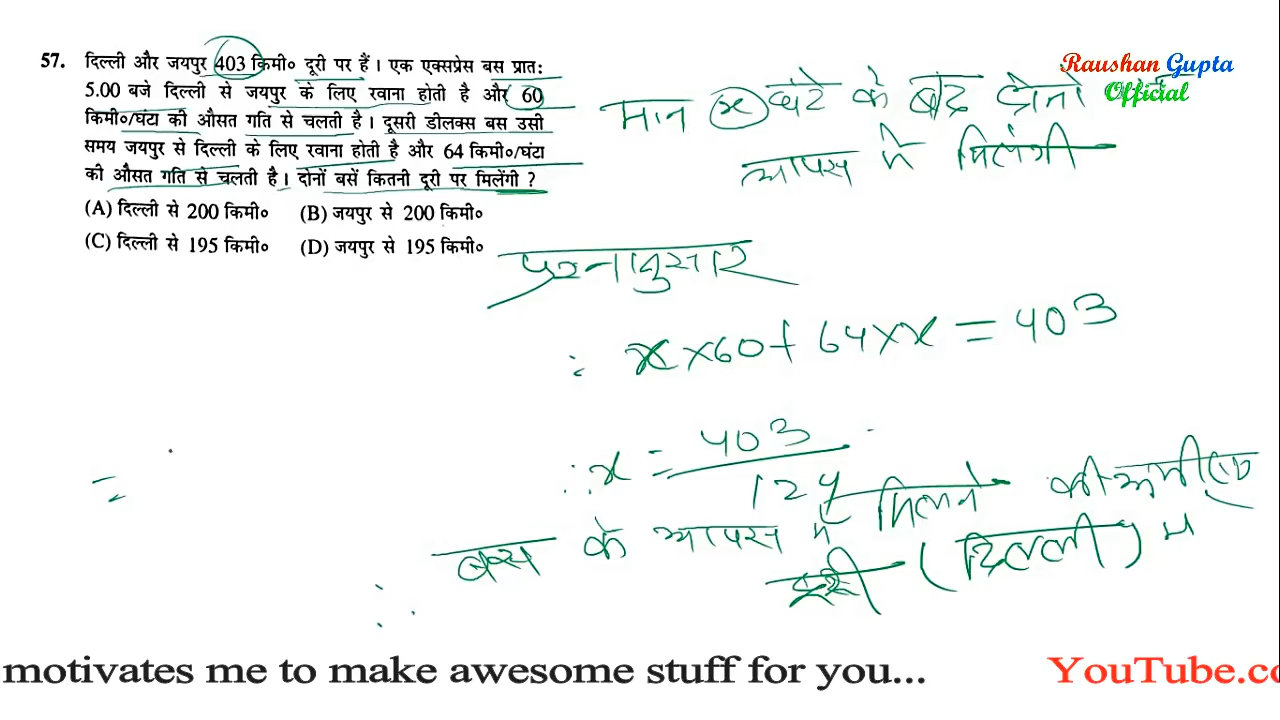 57. दिल्ली और जयपुर 403 किमी० दूरी पर हैं। एक एक्सप्रेस बस प्रात:
5.00 बजे दिल्ली से जयपुर के लिए रवाना होती है और 60
किमी०/घंटा की औसत गति से चलती है। दूसरी डीलक्स बस उसी
समय जयपुर से दिल्ली के लिए रवाना होती है और 64 किमी०/घंटा
की औसत गति से चलती है। दोनों बसें कितनी दूरी पर मिलेंगी ?
(A) दिल्ली से 200 किमी० (B) जयपुर से 200 किमी०
(C) दिल्ली से 195 किमी० (D) जयपुर से 195 किमी०
Raushan Gupta
Official
मान x घंटे के बाद दोनो
आपस में मिलेगी
प्रश्नानुसार
: x×60+64×x=403
∴ x = 403
124
∴ बस के आपस में मिलने की
दूरी (दिल्ली) म
=
motivates me to make awesome stuff for you...
YouTube.co